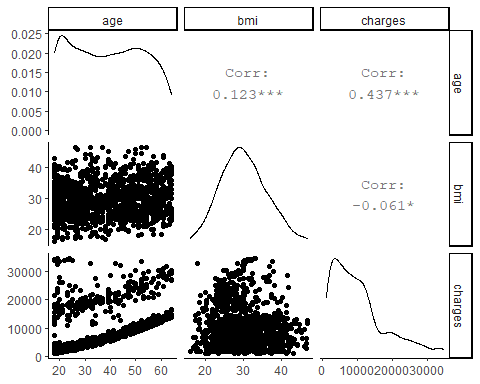 age
bmi
charges
0.025
0.020
0.015
0.010
0.005
0.000
Corr:
0.123***
Corr:
0.437***
age
40
30
20
Corr:
-0.061*
bmi
30000
20000
10000
0
charges
20 30 40 50 60
20 30 40
0 10000 20000 30000